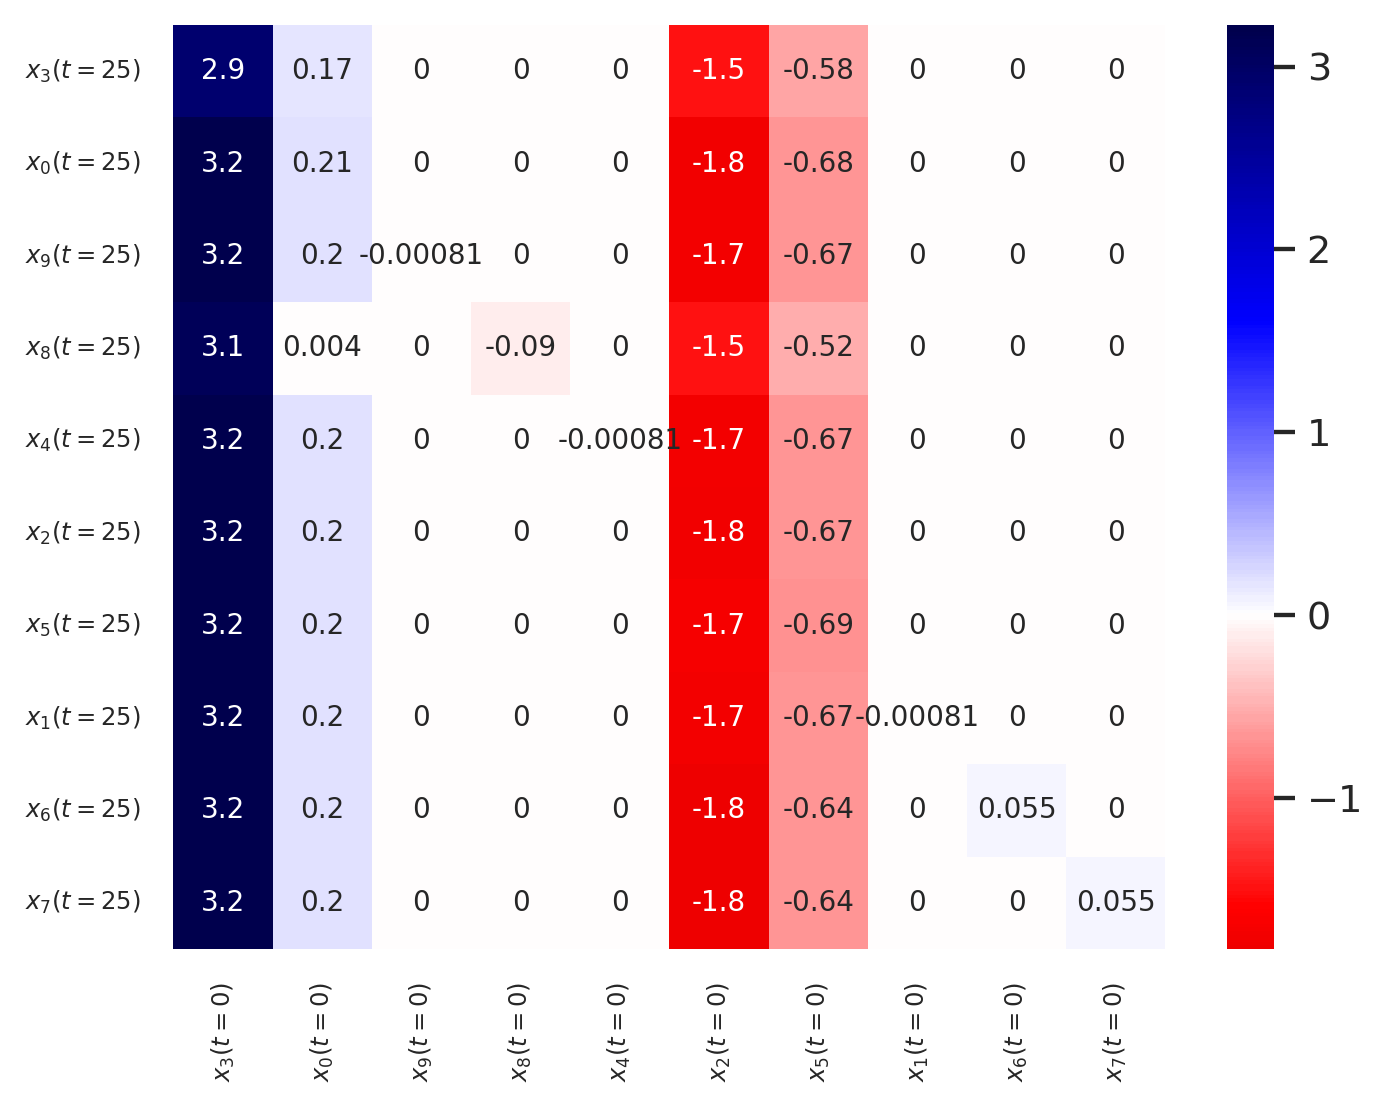 x₃(t = 25) 2.9 0.17 0 0 0 -1.5 -0.58 0 0 0
x₀(t = 25) 3.2 0.21 0 0 0 -1.8 -0.68 0 0 0
x₉(t = 25) 3.2 0.2 -0.00081 0 0 -1.7 -0.67 0 0 0
x₈(t = 25) 3.1 0.004 0 -0.09 0 -1.5 -0.52 0 0 0
x₄(t = 25) 3.2 0.2 0 0 -0.00081 -1.7 -0.67 0 0 0
x₂(t = 25) 3.2 0.2 0 0 0 -1.8 -0.67 0 0 0
x₅(t = 25) 3.2 0.2 0 0 0 -1.7 -0.69 0 0 0
x₁(t = 25) 3.2 0.2 0 0 0 -1.7 -0.67 -0.00081 0 0
x₆(t = 25) 3.2 0.2 0 0 0 -1.8 -0.64 0 0.055 0
x₇(t = 25) 3.2 0.2 0 0 0 -1.8 -0.64 0 0 0.055
x₃(t = 0)
x₀(t = 0)
x₉(t = 0)
x₈(t = 0)
x₄(t = 0)
x₂(t = 0)
x₅(t = 0)
x₁(t = 0)
x₆(t = 0)
x₇(t = 0)
3
2
1
0
−1